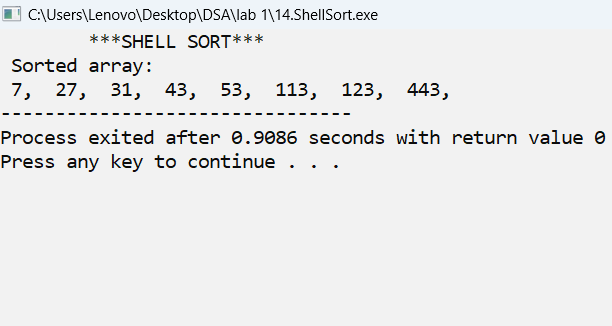 C:\Users\Lenovo\Desktop\DSA\lab 1\14.ShellSort.exe
***SHELL SORT***
Sorted array:
7,  27,  31,  43,  53,  113,  123,  443,
--------------------------------
Process exited after 0.9086 seconds with return value 0
Press any key to continue . . .